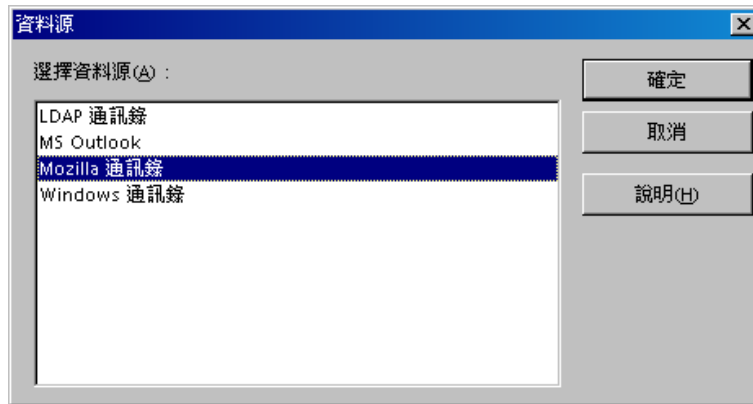 資料源
選擇資料源(A)：
LDAP 通訊錄
MS Outlook
Mozilla 通訊錄
Windows 通訊錄
確定
取消
說明(H)